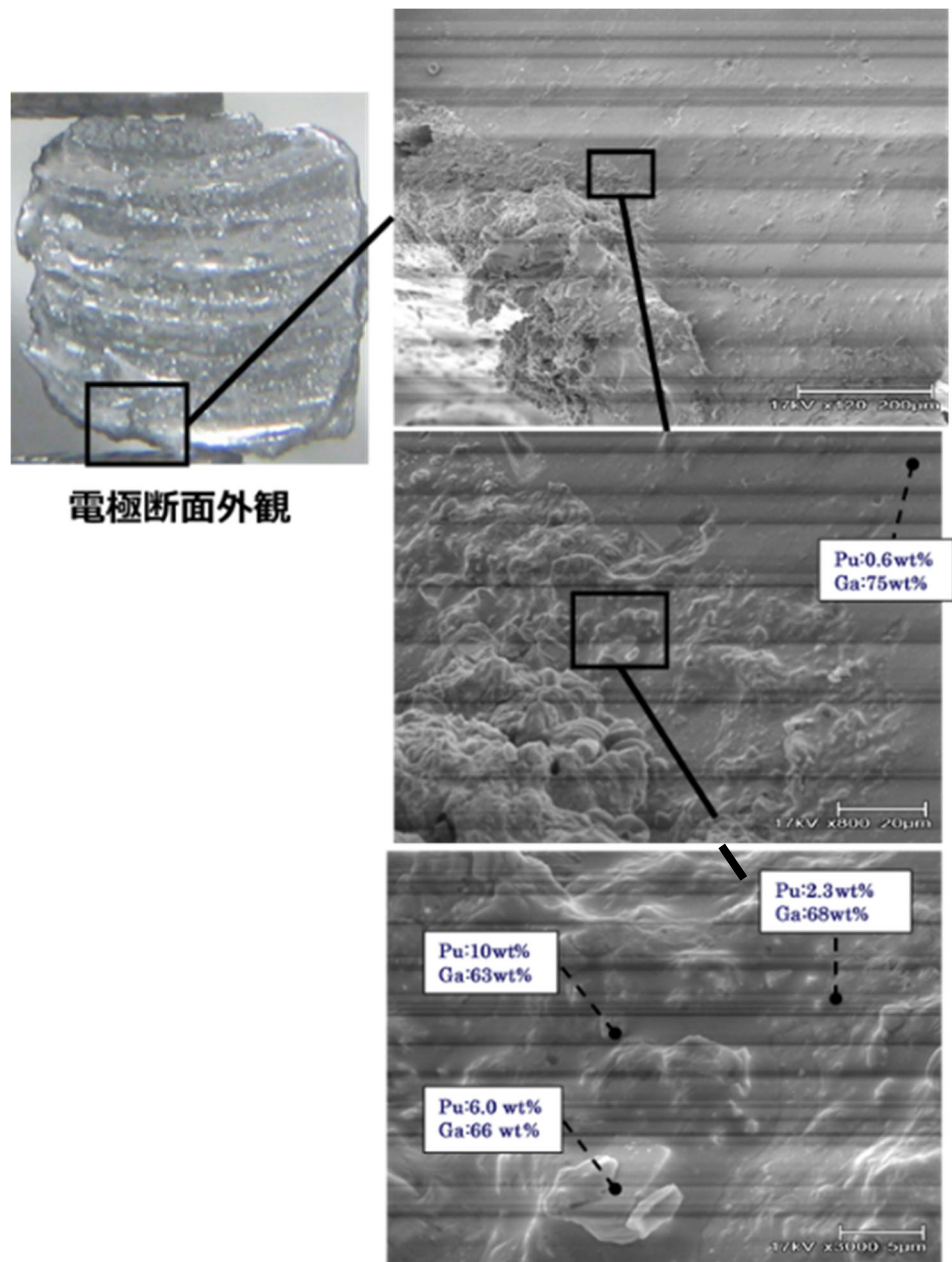 電極断面外観
17kV x120 200μm
Pu:0.6wt%
Ga:75wt%
17kV x800 20μm
Pu:2.3wt%
Ga:68wt%
Pu:10wt%
Ga:63wt%
Pu:6.0 wt%
Ga:66 wt%
17kV x3000 5μm